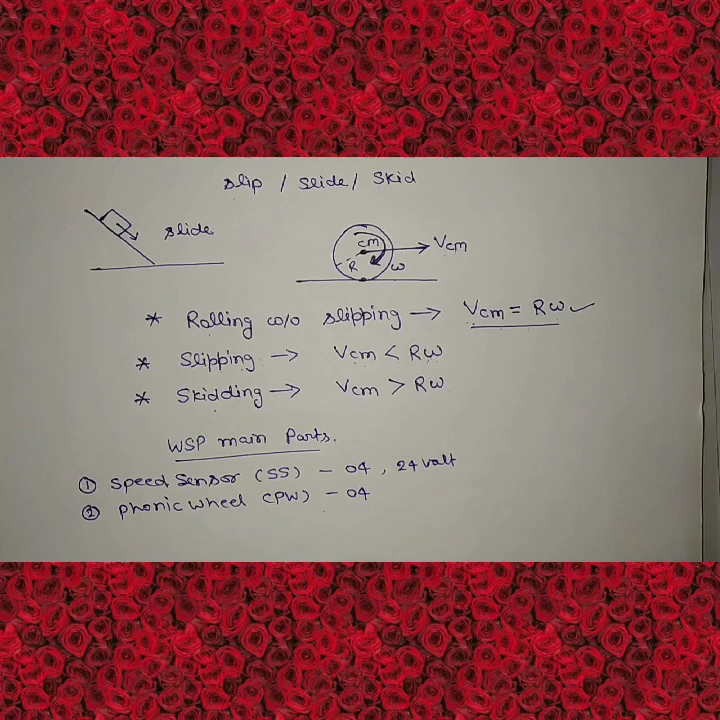 slip / slide / skid
slide
cm
Vcm
R
ω
* Rolling w/o slipping → Vcm = Rω ✓
* Slipping → Vcm < Rω
* Skidding → Vcm > Rω
WSP main Parts.
① Speed Sensor (SS) - 04, 24 volt
② phonic wheel (PW) - 04